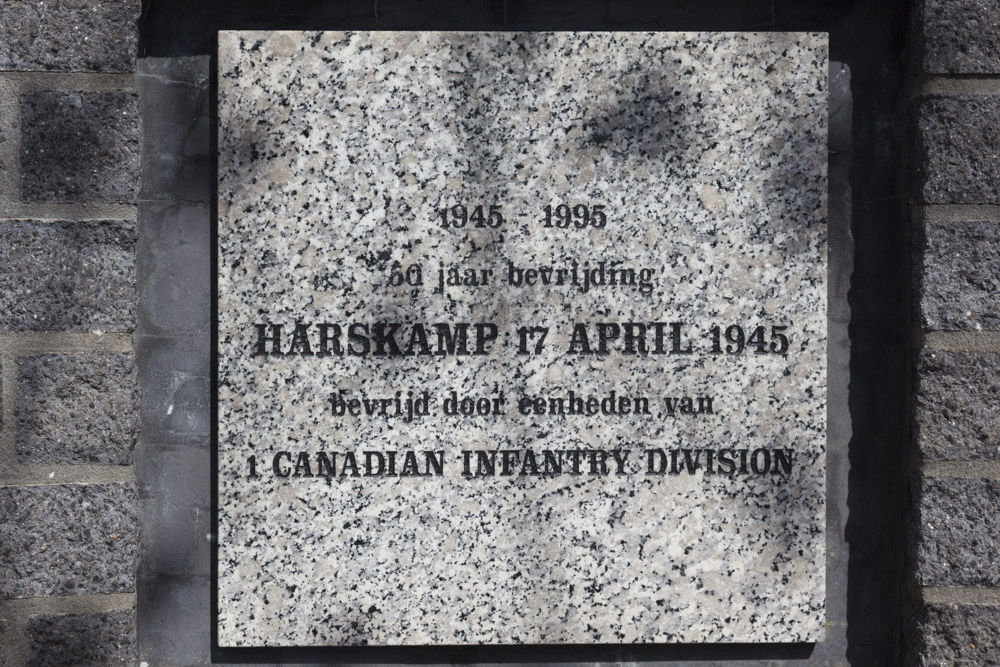 1945 - 1995
50 jaar bevrijding
HARSKAMP 17 APRIL 1945
bevrijd door eenheden van
1 CANADIAN INFANTRY DIVISION